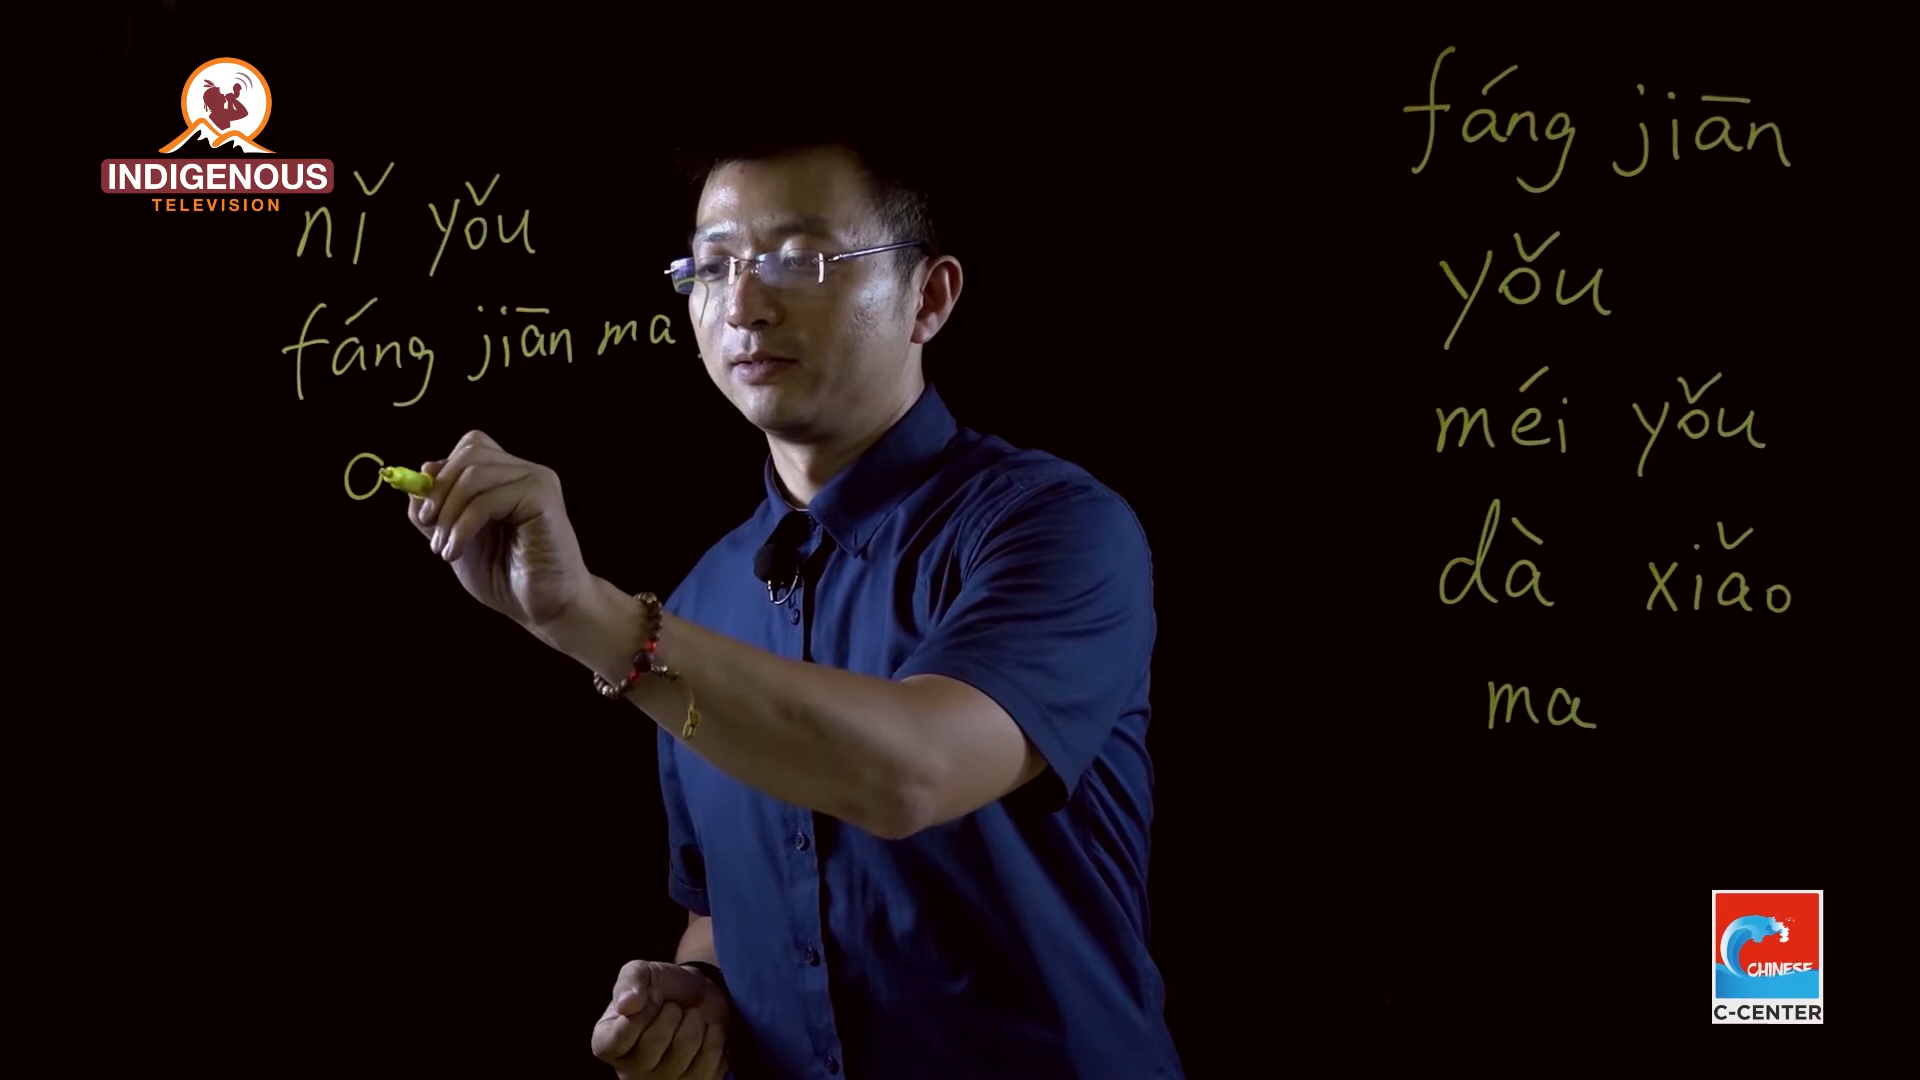 INDIGENOUS
TELEVISION
nǐ yǒu
fáng jiān ma?
fáng jiān
yǒu
méi yǒu
dà xiǎo
ma
CHINESE
C-CENTER